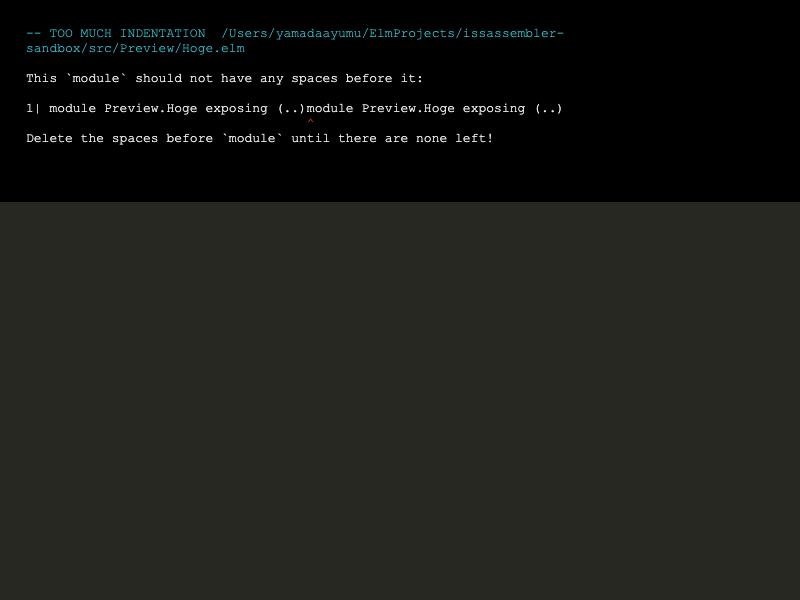 -- TOO MUCH INDENTATION  /Users/yamadaayumu/ElmProjects/issassembler-
sandbox/src/Preview/Hoge.elm
This `module` should not have any spaces before it:
1| module Preview.Hoge exposing (..)module Preview.Hoge exposing (..)
^
Delete the spaces before `module` until there are none left!